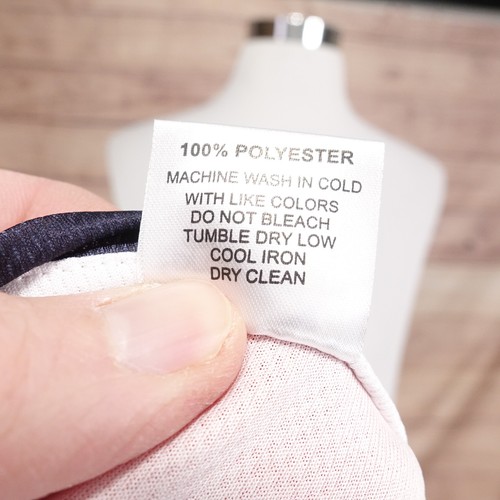 100% POLYESTER
MACHINE WASH IN COLD
WITH LIKE COLORS
DO NOT BLEACH
TUMBLE DRY LOW
COOL IRON
DRY CLEAN